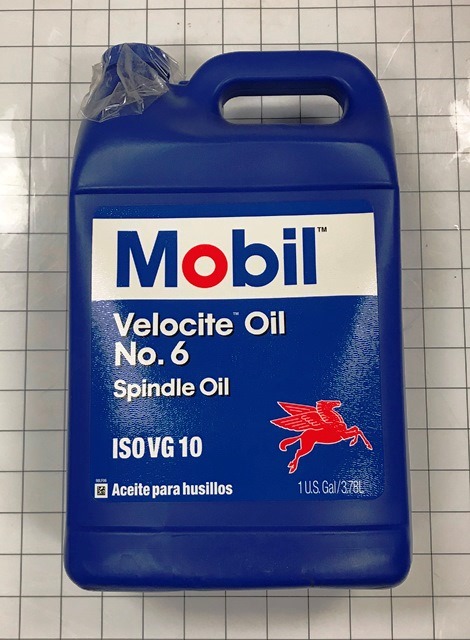 Mobil™
Velocite™ Oil
No. 6
Spindle Oil
ISO VG 10
Aceite para husillos
1 U.S. Gal/3.78L